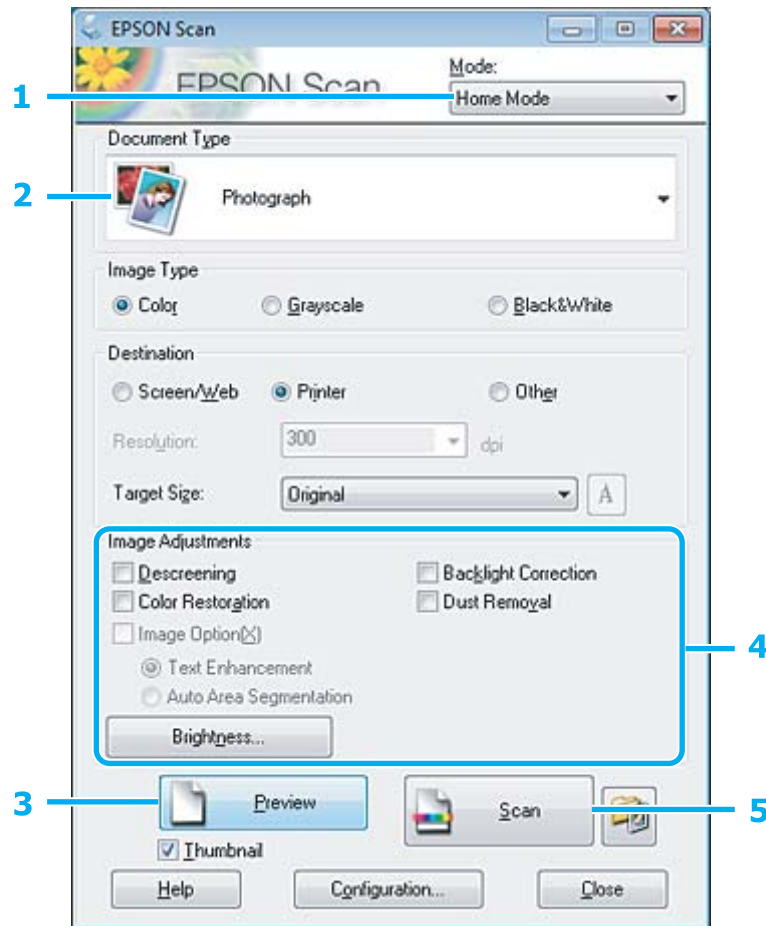 EPSON Scan
EPSON Scan
Mode:
1
Home Mode
Document Type
2
Photograph
Image Type
Color Grayscale Black&White
Destination
Screen/Web Printer Other
Resolution: 300 dpi
Target Size: Original A
Image Adjustments
Descreening Backlight Correction
Color Restoration Dust Removal
Image Option(X)
4
Text Enhancement
Auto Area Segmentation
Brightness...
3 Preview Scan 5
Thumbnail
Help Configuration... Close